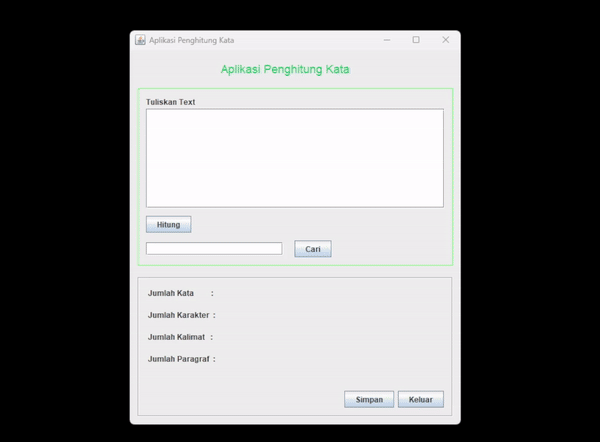 Aplikasi Penghitung Kata
Aplikasi Penghitung Kata
Tuliskan Text
Hitung
Cari
Jumlah Kata :
Jumlah Karakter :
Jumlah Kalimat :
Jumlah Paragraf :
Simpan Keluar